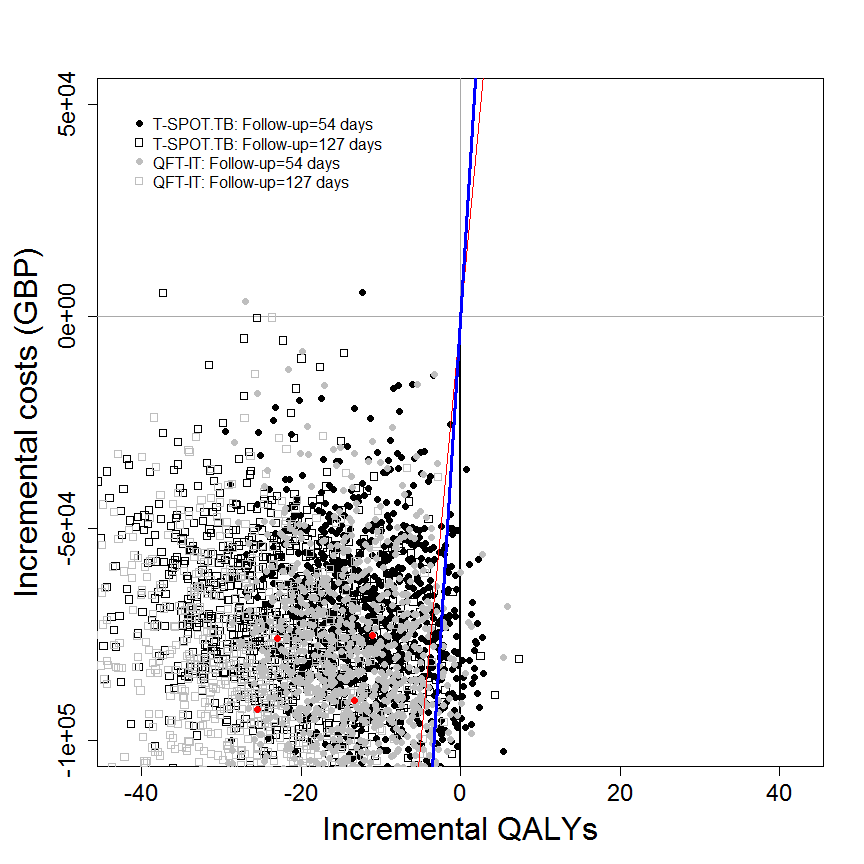 5e+04
T-SPOT.TB: Follow-up=54 days
T-SPOT.TB: Follow-up=127 days
QFT-IT: Follow-up=54 days
QFT-IT: Follow-up=127 days
Incremental costs (GBP)
0e+00
-5e+04
-1e+05
-40 -20 0 20 40
Incremental QALYs